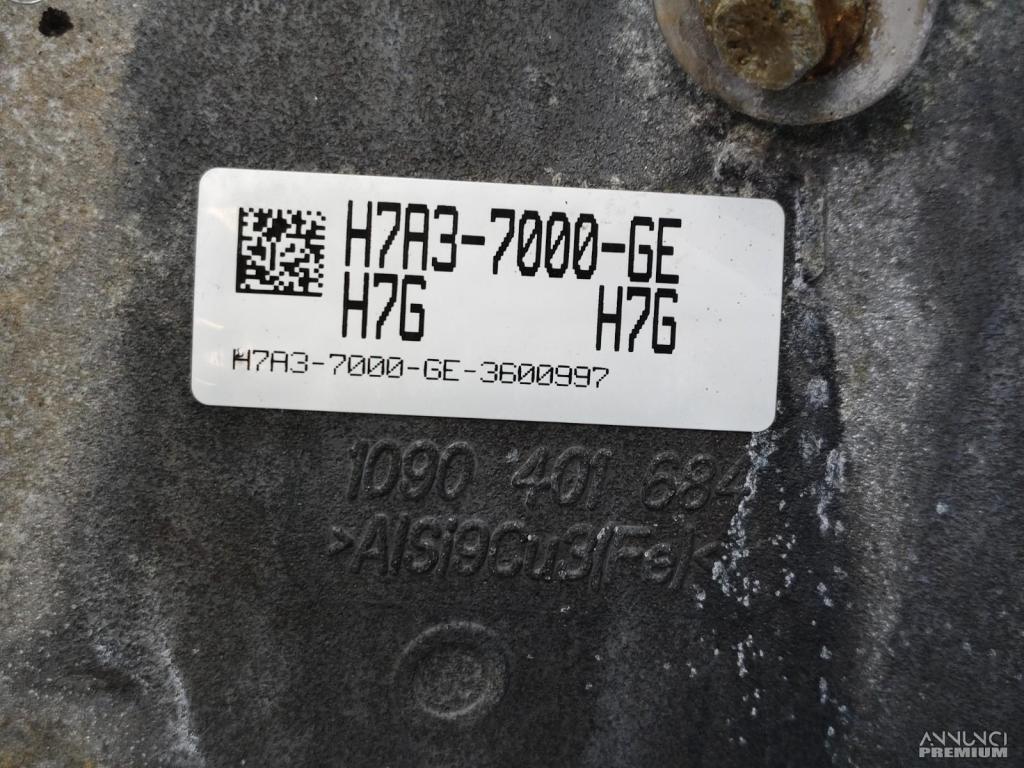 H7A3-7000-GE
H7G H7G
H7A3-7000-GE-3600997
1090 401 684
>AlSi9Cu3(Fe)<
ANNUNCI
PREMIUM